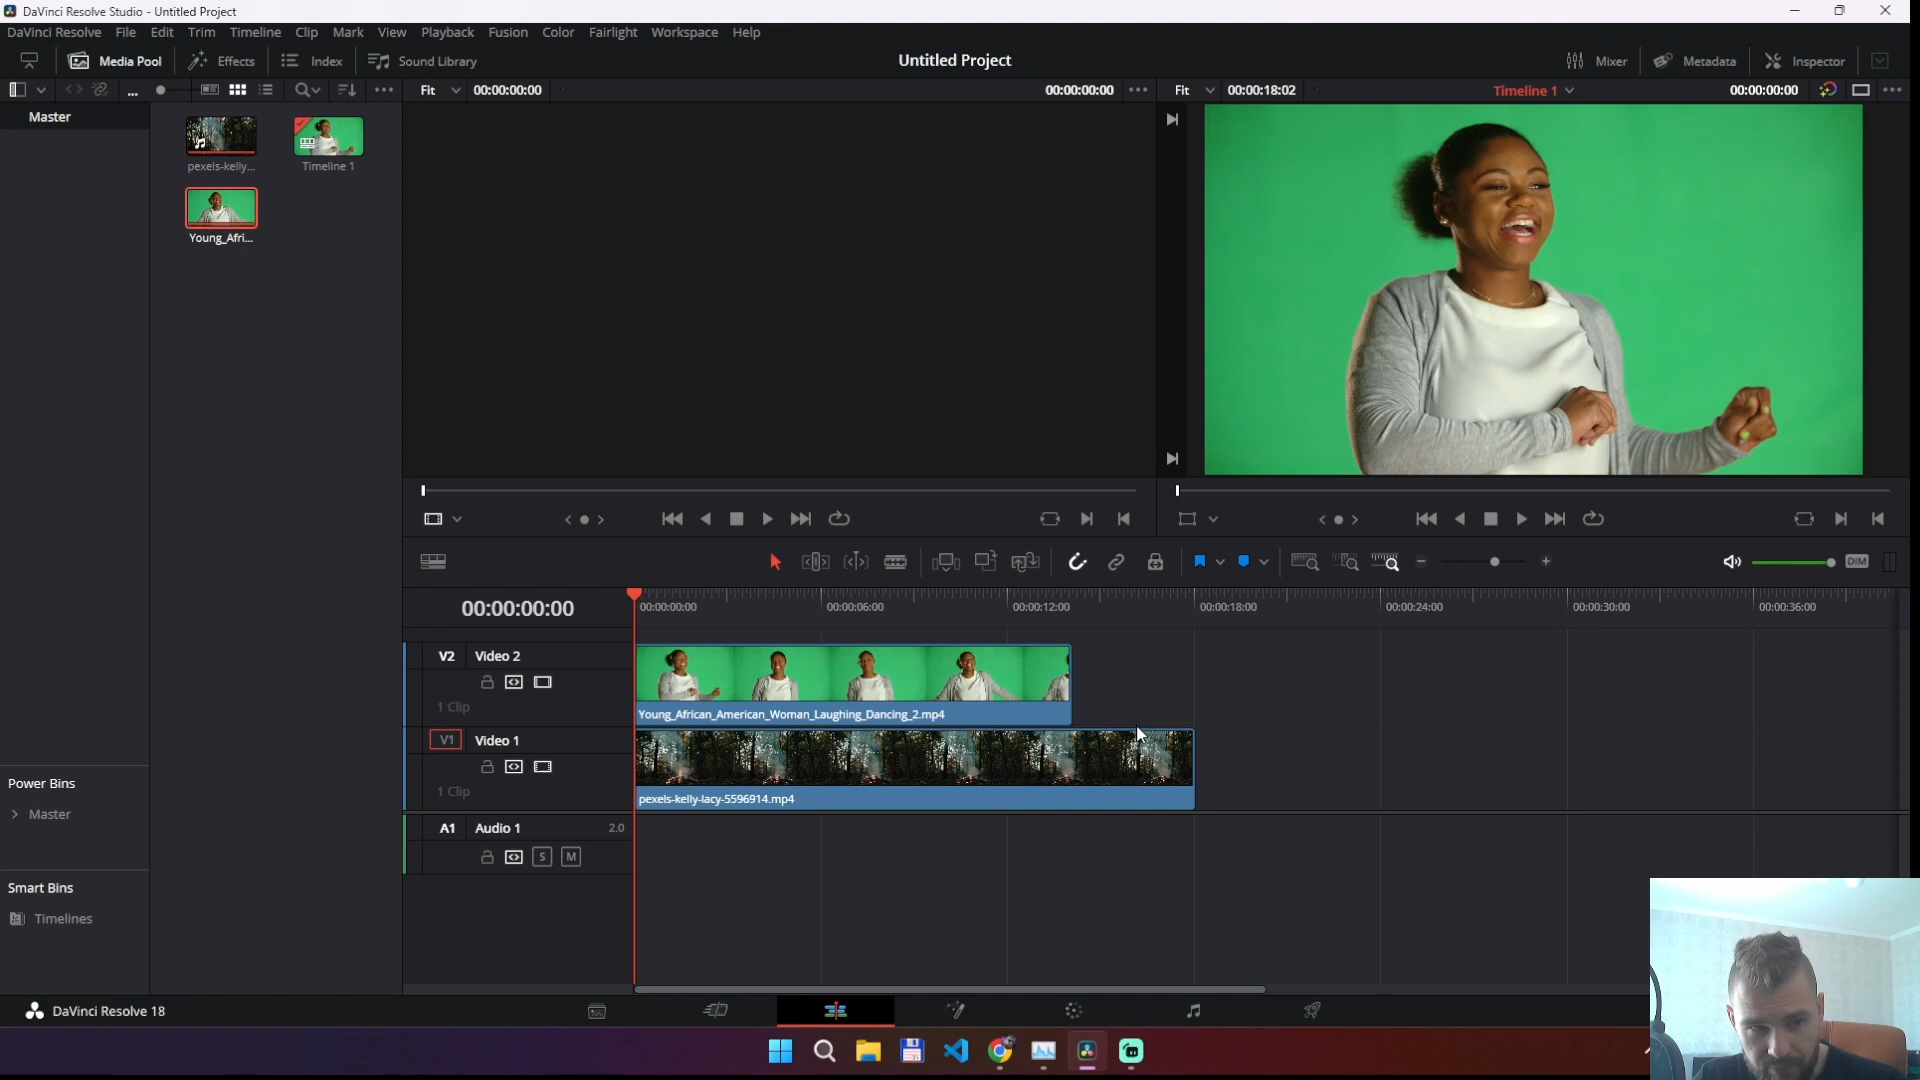 DaVinci Resolve Studio - Untitled Project
DaVinci Resolve File Edit Trim Timeline Clip Mark View Playback Fusion Color Fairlight Workspace Help
Media Pool Effects Index Sound Library Untitled Project Mixer Metadata Inspector
... Fit 00:00:00:00 00:00:00:00 Fit 00:00:18:02 Timeline 1 00:00:00:00
Master
pexels-kelly... Timeline 1
Young_Afri...
DIM
00:00:00:00 00:00:00:00 00:00:06:00 00:00:12:00 00:00:18:00 00:00:24:00 00:00:30:00 00:00:36:00
V2 Video 2
1 Clip
Young_African_American_Woman_Laughing_Dancing_2.mp4
V1 Video 1
1 Clip
pexels-kelly-lacy-5596914.mp4
A1 Audio 1 2.0
S M
Power Bins
Master
Smart Bins
Timelines
DaVinci Resolve 18